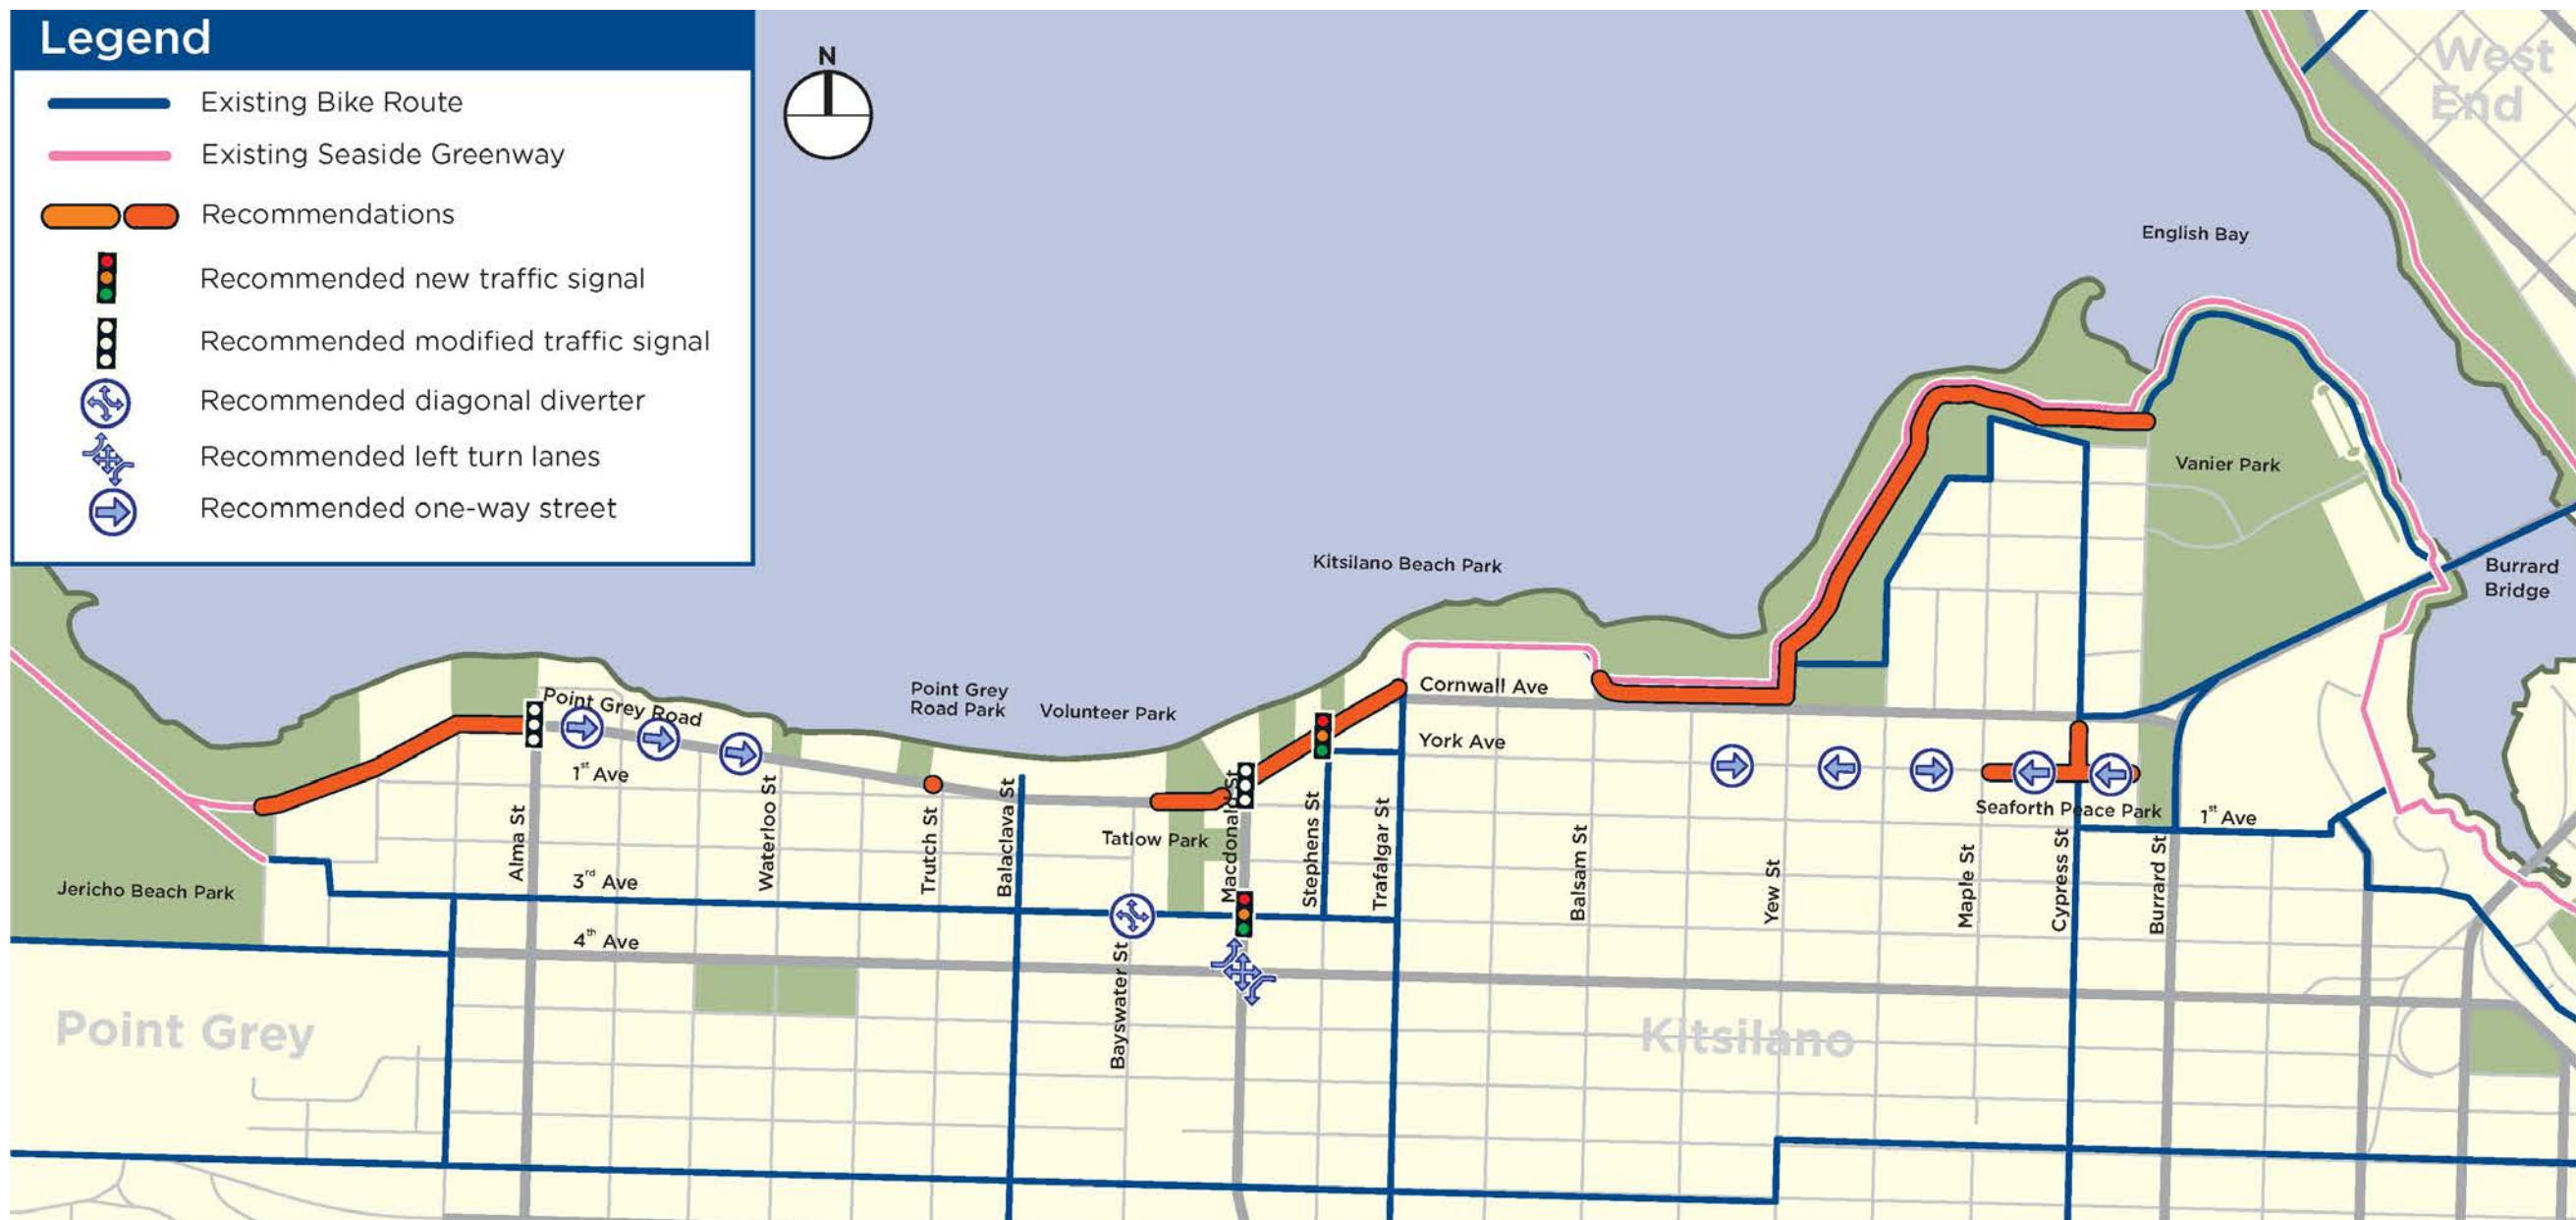 Legend
Existing Bike Route
Existing Seaside Greenway
Recommendations
Recommended new traffic signal
Recommended modified traffic signal
Recommended diagonal diverter
Recommended left turn lanes
Recommended one-way street
N
West
End
English Bay
Vanier Park
Burrard
Bridge
Kitsilano Beach Park
Point Grey Road
Point Grey
Road Park
Volunteer Park
Cornwall Ave
York Ave
1st Ave
Tatlow Park
Seaforth Peace Park
1st Ave
Alma St
Waterloo St
Trutch St
Balaclava St
Macdonald St
Stephens St
Trafalgar St
Balsam St
Yew St
Maple St
Cypress St
Burrard St
Jericho Beach Park
3rd Ave
4th Ave
Bayswater St
Point Grey
Kitsilano